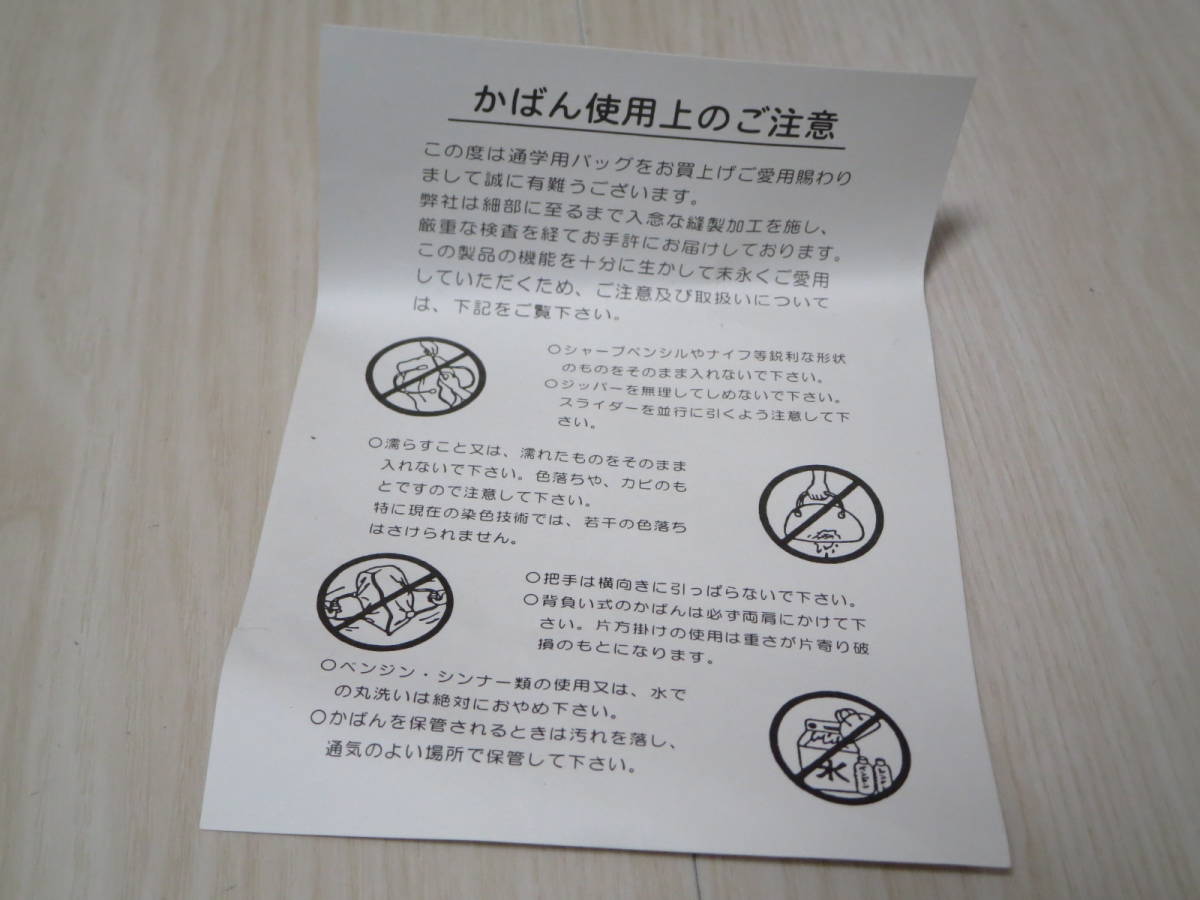 かばん使用上のご注意
この度は通学用バッグをお買上げご愛用賜わり
まして誠に有難うございます。
弊社は細部に至るまで入念な縫製加工を施し、
厳重な検査を経てお手許にお届けしております。
この製品の機能を十分に生かして末永くご愛用
していただくため、ご注意及び取扱いについて
は、下記をご覧下さい。
○シャープペンシルやナイフ等鋭利な形状
のものをそのまま入れないで下さい。
○ジッパーを無理してしめないで下さい。
スライダーを並行に引くよう注意して下
さい。
○濡らすこと又は、濡れたものをそのまま
入れないで下さい。色落ちや、カビのも
とですので注意して下さい。
特に現在の染色技術では、若干の色落ち
はさけられません。
○把手は横向きに引っぱらないで下さい。
○背負い式のかばんは必ず両肩にかけて下
さい。片方掛けの使用は重さが片寄り破
損のもとになります。
○ベンジン・シンナー類の使用又は、水で
の丸洗いは絶対におやめ下さい。
○かばんを保管されるときは汚れを落し、
通気のよい場所で保管して下さい。
水